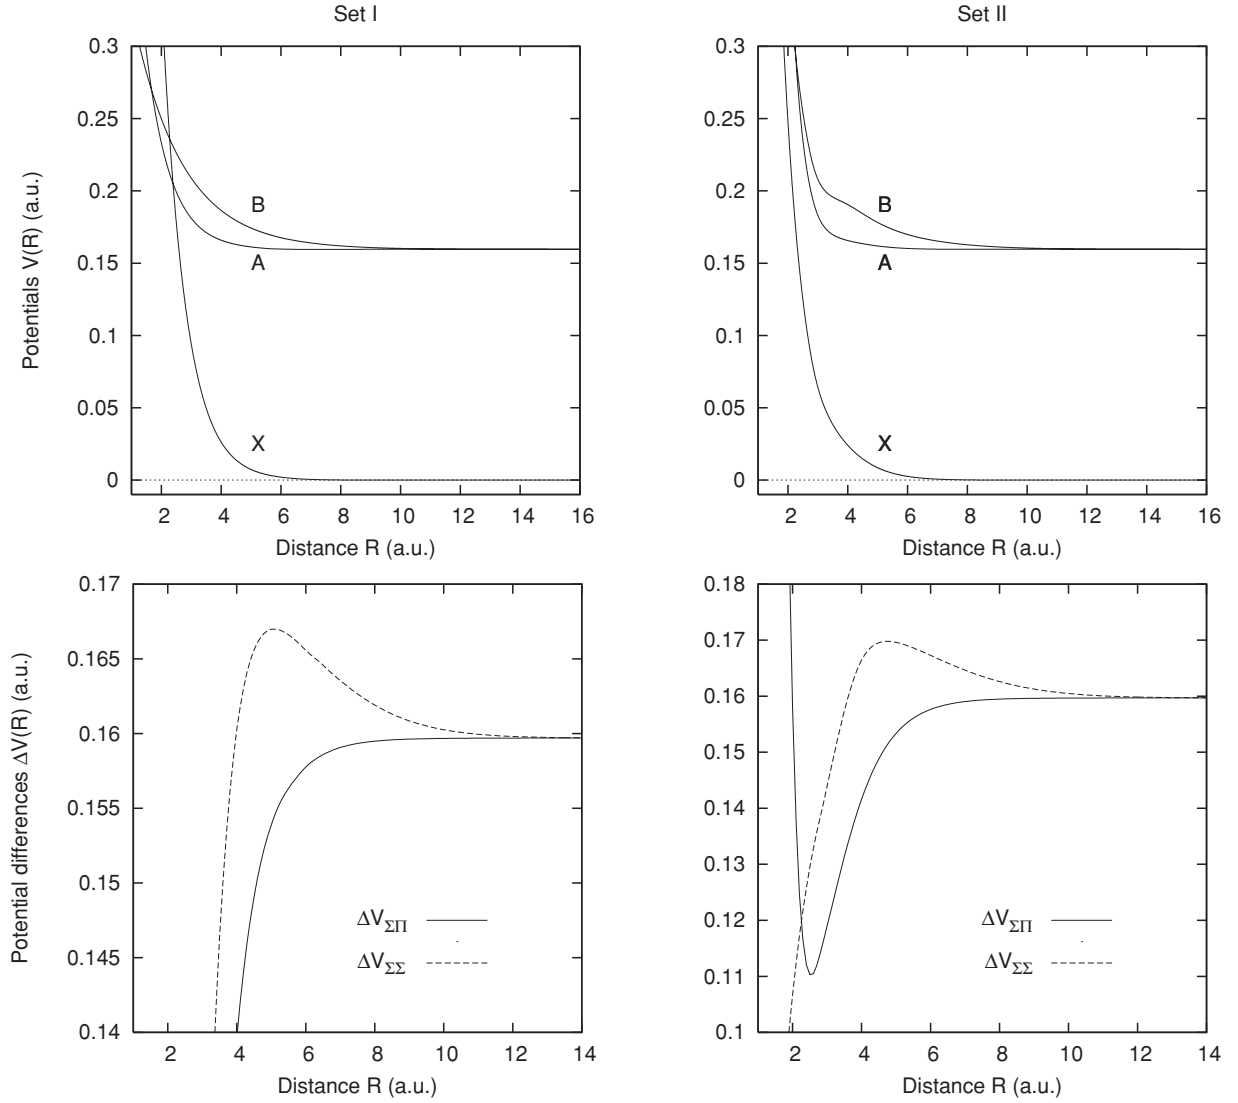 Set I
Set II
Potentials V(R) (a.u.)
0.3
0.25
0.2
0.15
0.1
0.05
0
B
A
X
2 4 6 8 10 12 14 16
Distance R (a.u.)
0.3
0.25
0.2
0.15
0.1
0.05
0
B
A
X
2 4 6 8 10 12 14 16
Distance R (a.u.)
Potential differences ΔV(R) (a.u.)
0.17
0.165
0.16
0.155
0.15
0.145
0.14
ΔV_ΣΠ
ΔV_ΣΣ
2 4 6 8 10 12 14
Distance R (a.u.)
0.18
0.17
0.16
0.15
0.14
0.13
0.12
0.11
0.1
ΔV_ΣΠ
ΔV_ΣΣ
2 4 6 8 10 12 14
Distance R (a.u.)